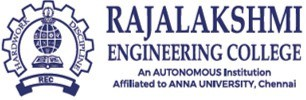 HARDWORK DISCIPLINE
REC
RAJALAKSHMI
ENGINEERING COLLEGE
An AUTONOMOUS Institution
Affiliated to ANNA UNIVERSITY, Chennai